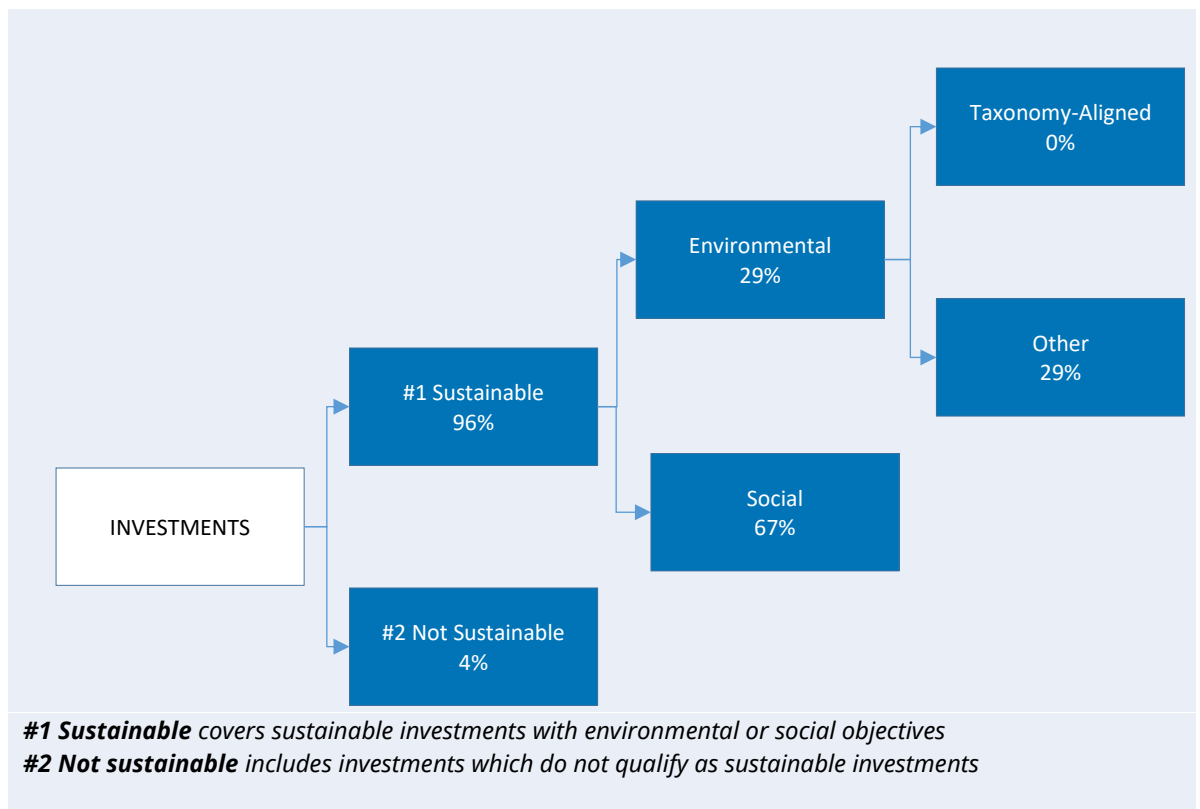 Taxonomy-Aligned
0%
Environmental
29%
Other
29%
#1 Sustainable
96%
Social
67%
INVESTMENTS
#2 Not Sustainable
4%
#1 Sustainable covers sustainable investments with environmental or social objectives
#2 Not sustainable includes investments which do not qualify as sustainable investments